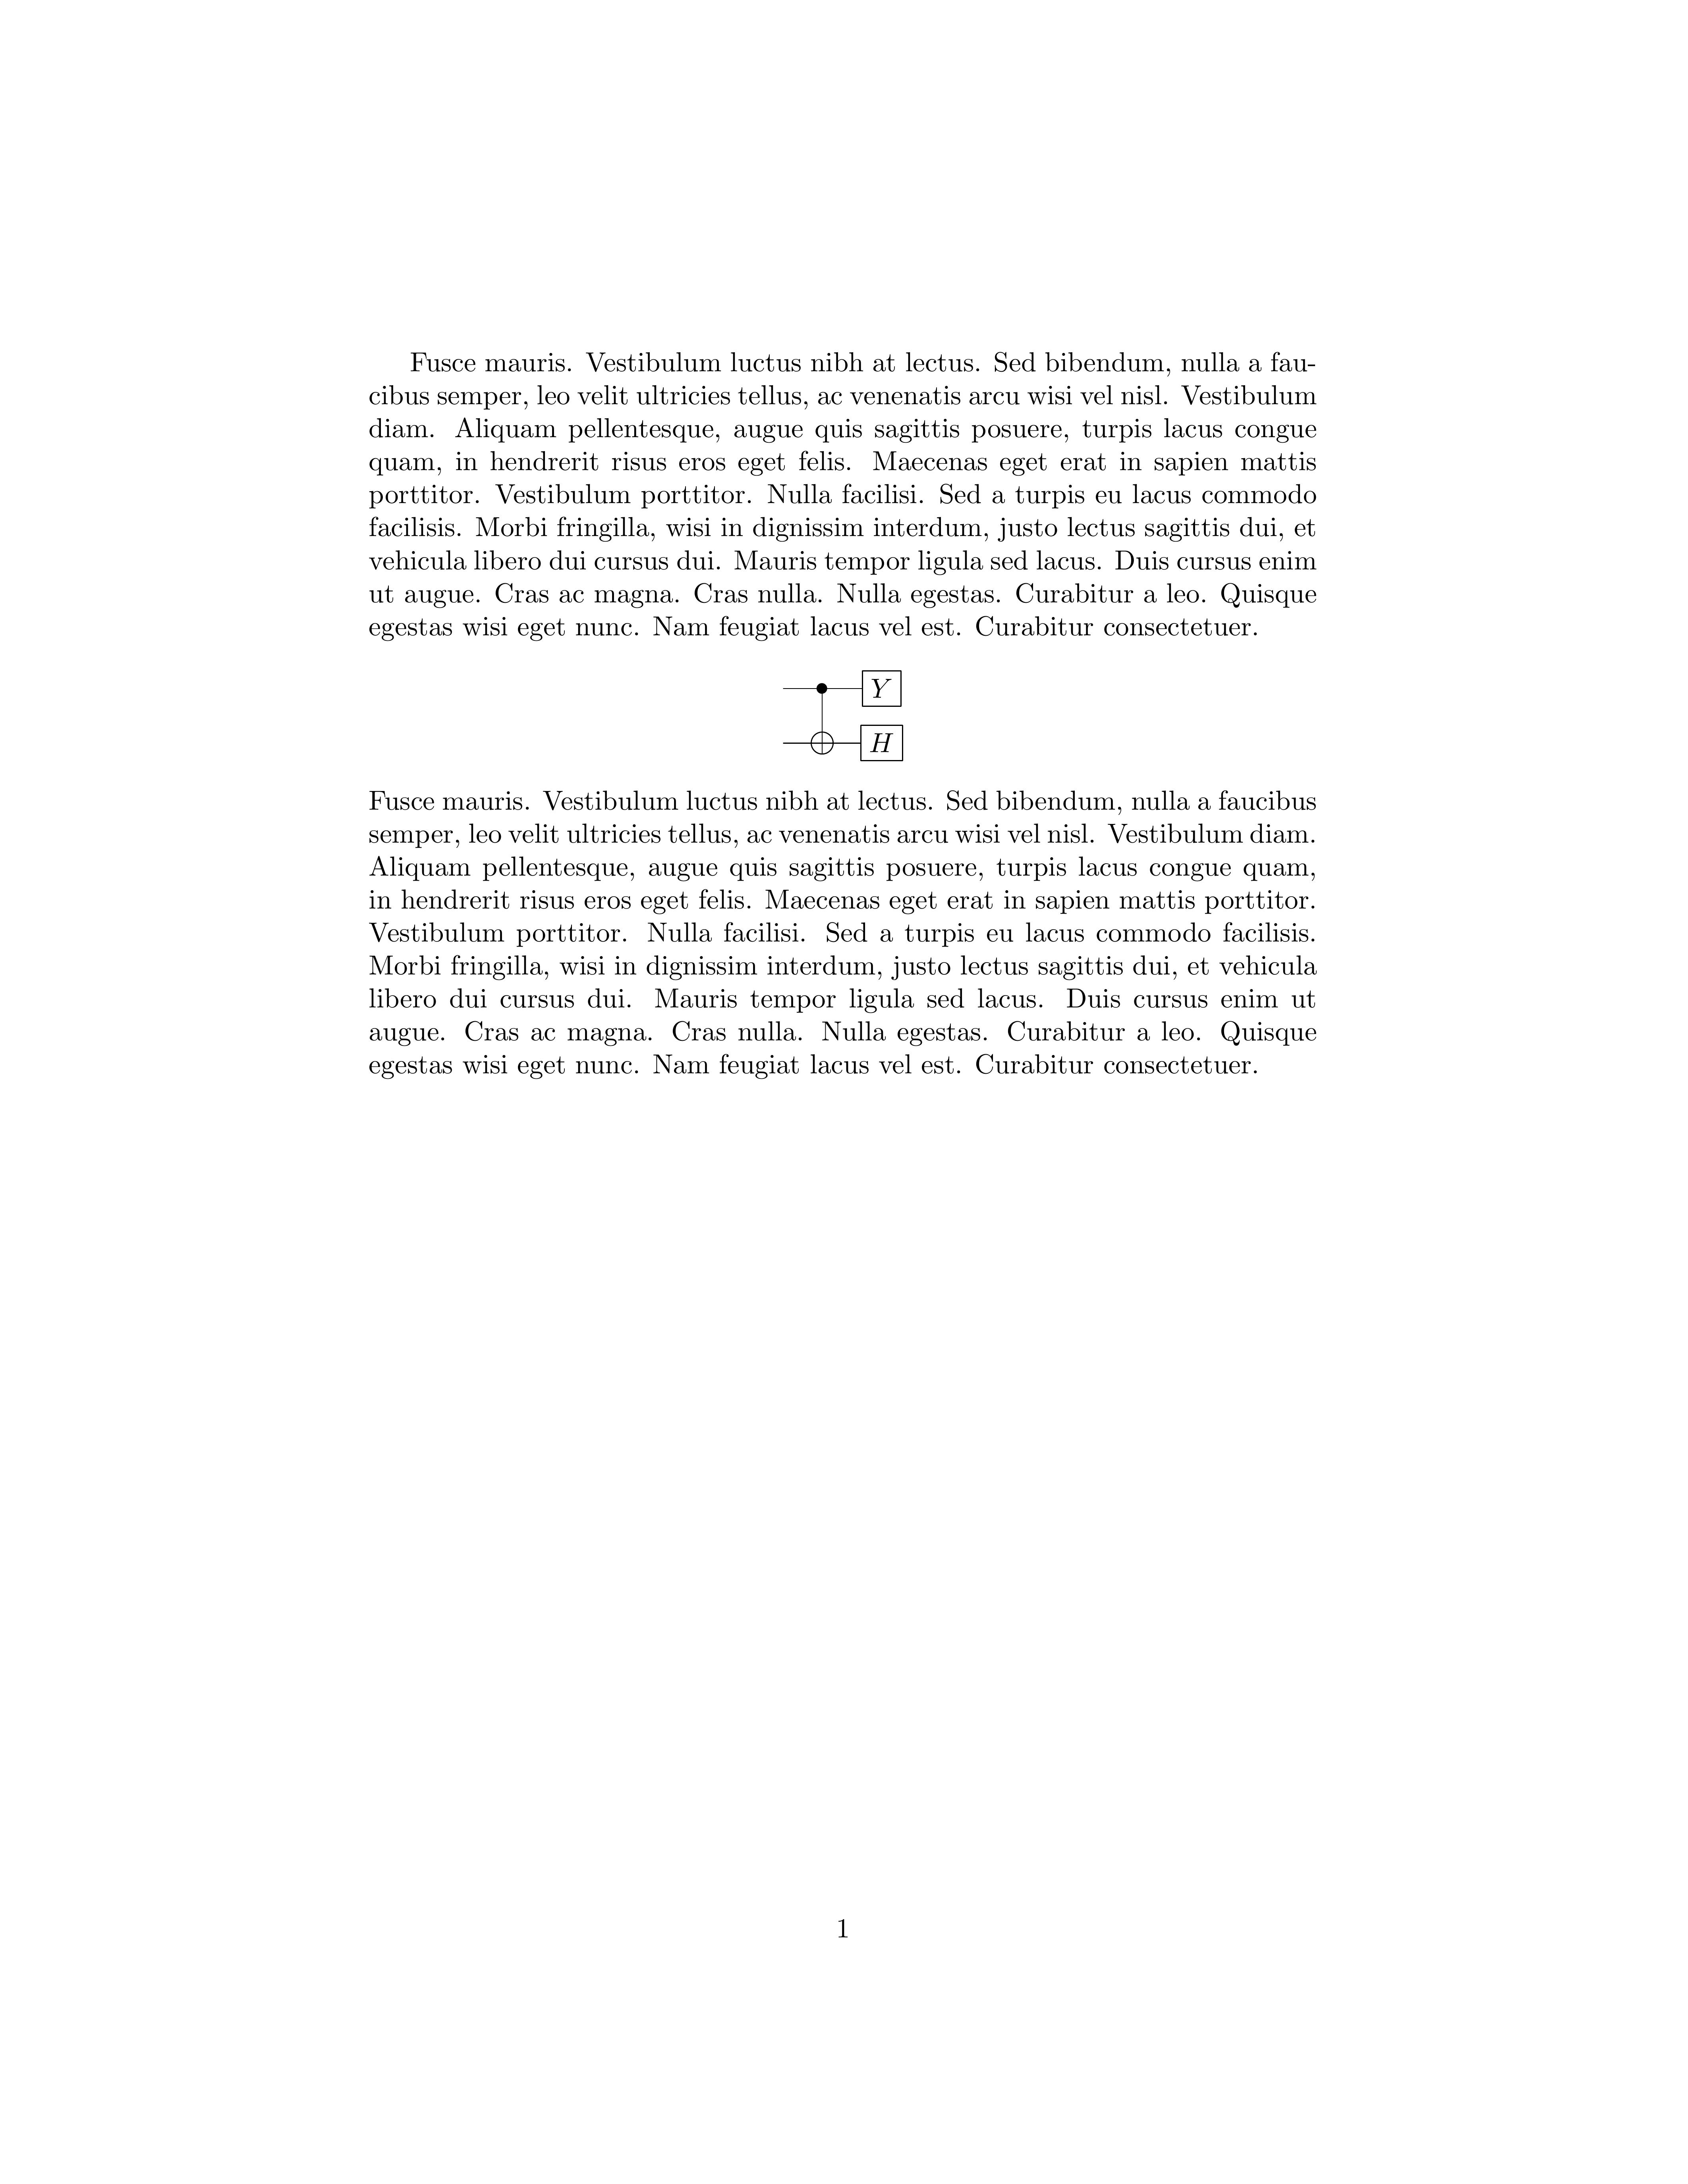 Fusce mauris. Vestibulum luctus nibh at lectus. Sed bibendum, nulla a fau-
cibus semper, leo velit ultricies tellus, ac venenatis arcu wisi vel nisl. Vestibulum
diam. Aliquam pellentesque, augue quis sagittis posuere, turpis lacus congue
quam, in hendrerit risus eros eget felis. Maecenas eget erat in sapien mattis
porttitor. Vestibulum porttitor. Nulla facilisi. Sed a turpis eu lacus commodo
facilisis. Morbi fringilla, wisi in dignissim interdum, justo lectus sagittis dui, et
vehicula libero dui cursus dui. Mauris tempor ligula sed lacus. Duis cursus enim
ut augue. Cras ac magna. Cras nulla. Nulla egestas. Curabitur a leo. Quisque
egestas wisi eget nunc. Nam feugiat lacus vel est. Curabitur consectetuer.
Y
H
Fusce mauris. Vestibulum luctus nibh at lectus. Sed bibendum, nulla a faucibus
semper, leo velit ultricies tellus, ac venenatis arcu wisi vel nisl. Vestibulum diam.
Aliquam pellentesque, augue quis sagittis posuere, turpis lacus congue quam,
in hendrerit risus eros eget felis. Maecenas eget erat in sapien mattis porttitor.
Vestibulum porttitor. Nulla facilisi. Sed a turpis eu lacus commodo facilisis.
Morbi fringilla, wisi in dignissim interdum, justo lectus sagittis dui, et vehicula
libero dui cursus dui. Mauris tempor ligula sed lacus. Duis cursus enim ut
augue. Cras ac magna. Cras nulla. Nulla egestas. Curabitur a leo. Quisque
egestas wisi eget nunc. Nam feugiat lacus vel est. Curabitur consectetuer.
1